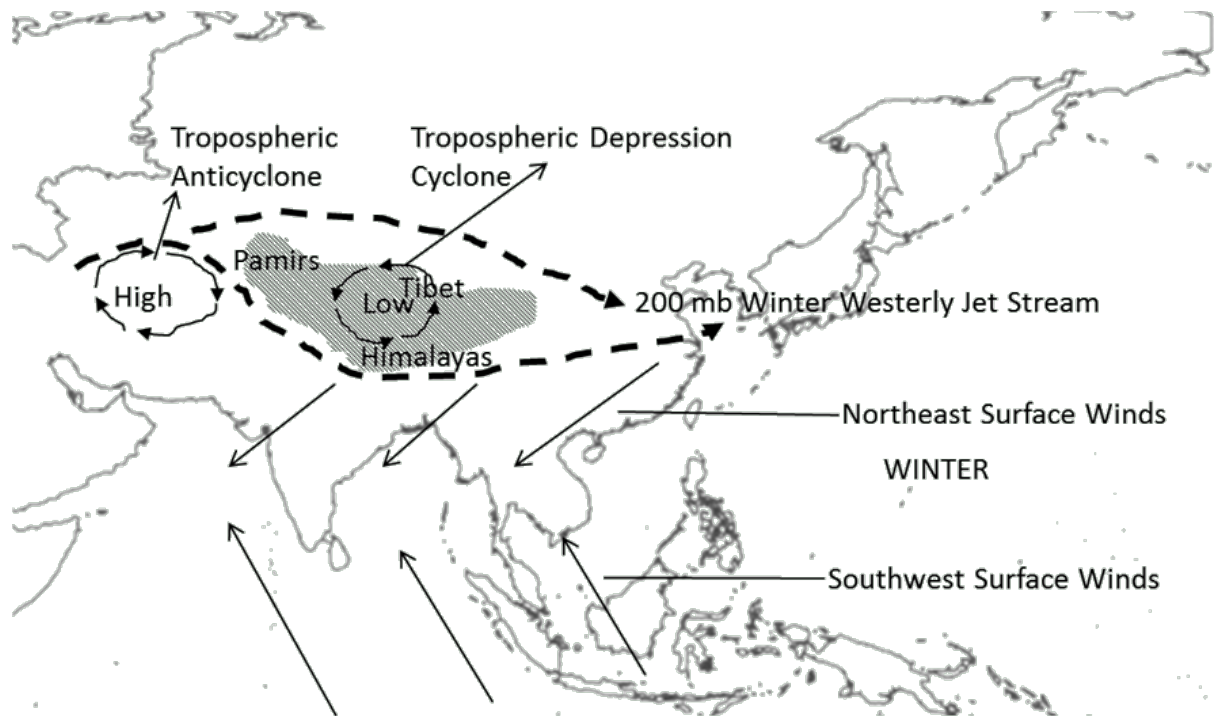 Tropospheric
Anticyclone
Tropospheric Depression
Cyclone
Pamirs
High
Tibet
Low
200 mb Winter Westerly Jet Stream
Himalayas
Northeast Surface Winds
WINTER
Southwest Surface Winds